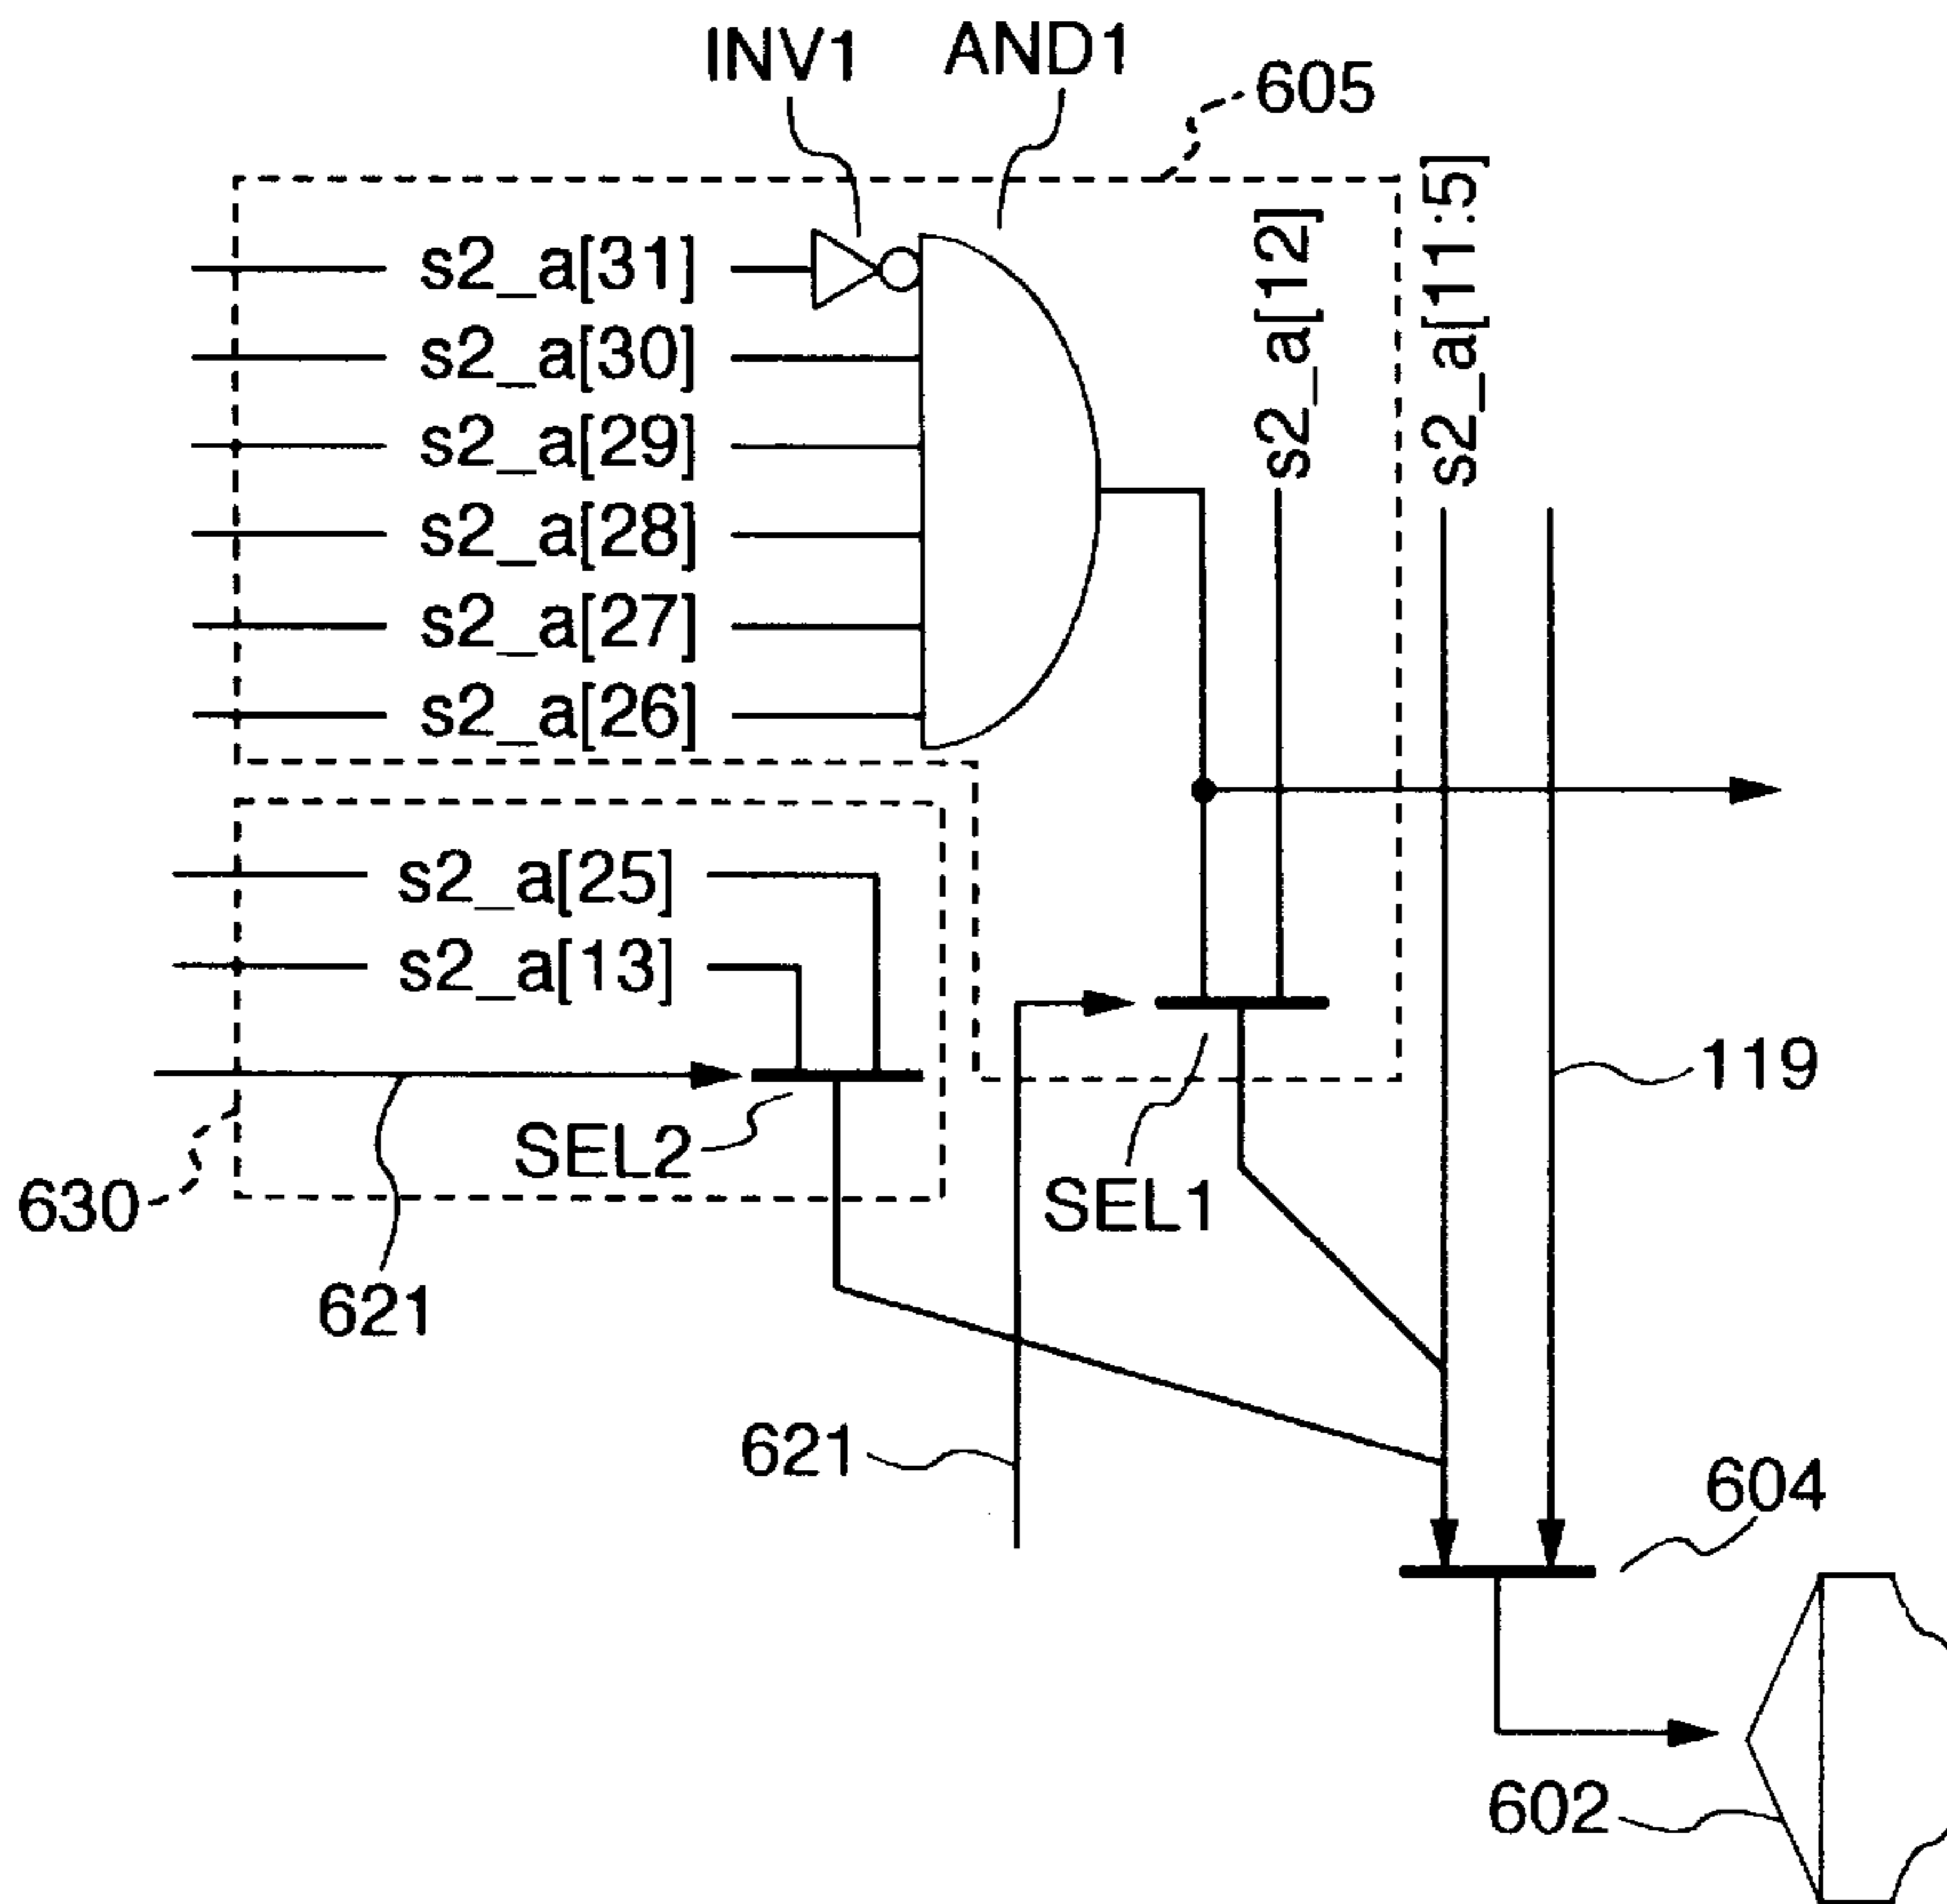 INV1
AND1
605
s2_a[31]
s2_a[30]
s2_a[29]
s2_a[28]
s2_a[27]
s2_a[26]
s2_a[12]
s2_a[11:5]
s2_a[25]
s2_a[13]
119
SEL2
630
SEL1
621
621
604
602